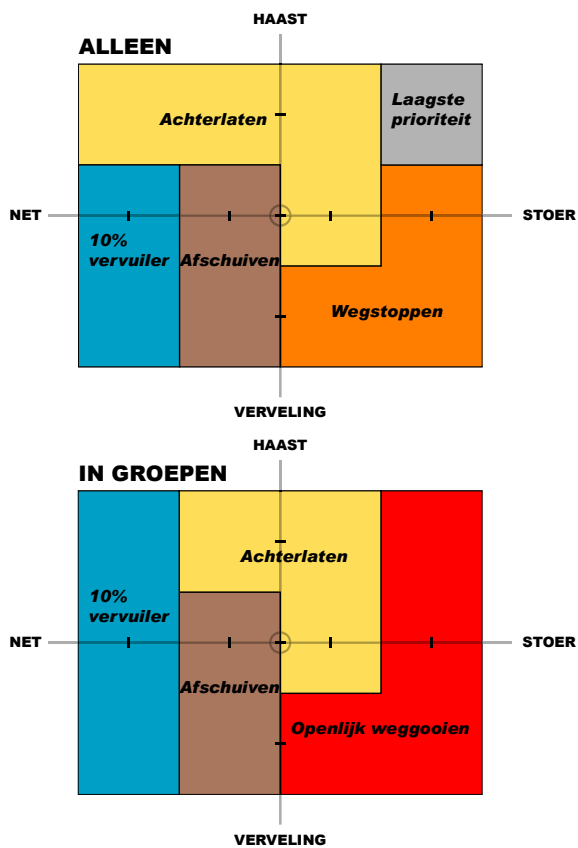 HAAST
ALLEEN
Achterlaten
Laagste
prioriteit
NET
STOER
10%
vervuiler
Afschuiven
Wegstoppen
VERVELING
HAAST
IN GROEPEN
Achterlaten
10%
vervuiler
NET
STOER
Afschuiven
Openlijk weggooien
VERVELING